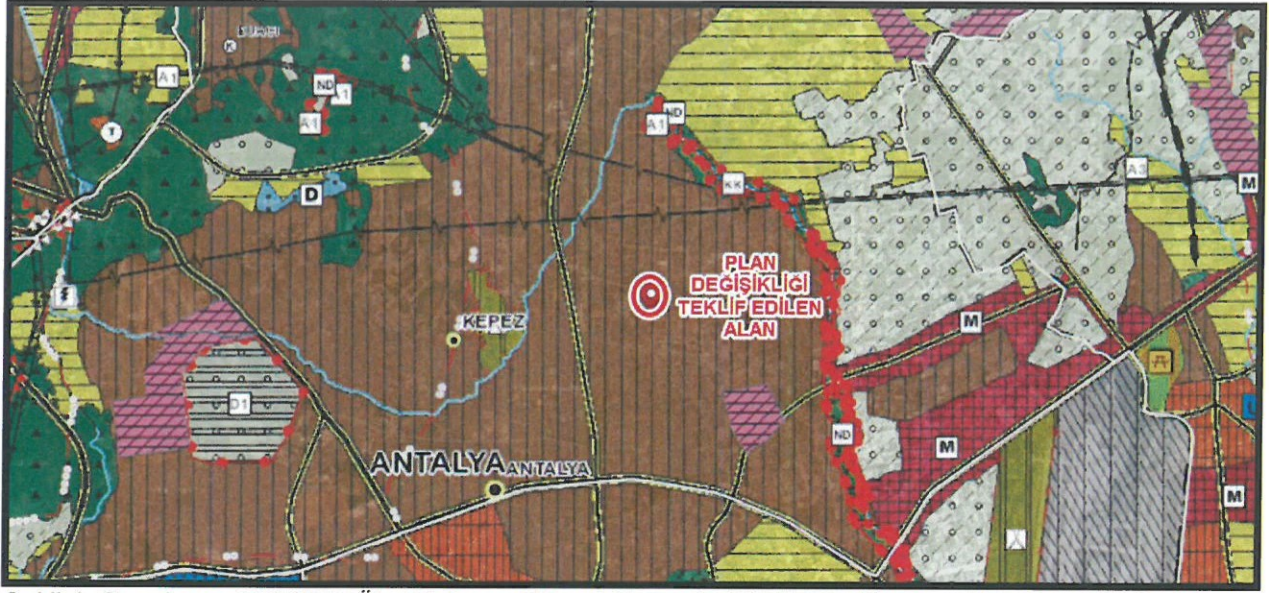 A1
ND
A1
A1
T
D
ND
A1
KK
A3
M
PLAN
DEĞİŞİKLİĞİ
TEKLİF EDİLEN
ALAN
KEPEZ
M
D1
ND
M
ANTALYA ANTALYA
M